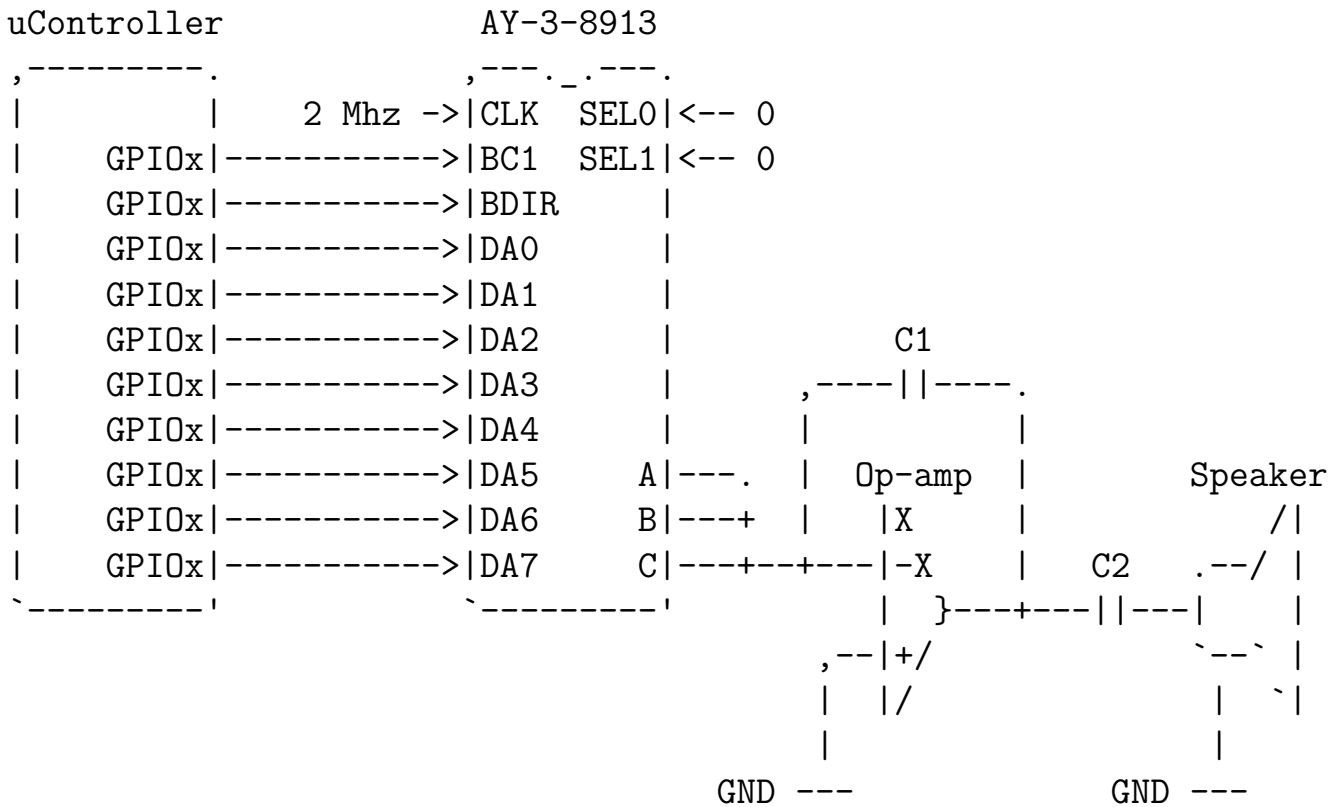 uController AY-3-8913
,---------. ,---._.---.
| | 2 Mhz ->|CLK SEL0|<-- 0
| GPIOx|----------->|BC1 SEL1|<-- 0
| GPIOx|----------->|BDIR |
| GPIOx|----------->|DA0 |
| GPIOx|----------->|DA1 |
| GPIOx|----------->|DA2 | C1
| GPIOx|----------->|DA3 | ,----||----.
| GPIOx|----------->|DA4 | | |
| GPIOx|----------->|DA5 A|---. | Op-amp | Speaker
| GPIOx|----------->|DA6 B|---+ | |X | /|
| GPIOx|----------->|DA7 C|---+--+---|-X | C2 .--/ |
`---------' `---------' | }---+---||---| |
,--|+/ `--` |
| |/ | `|
| |
GND --- GND ---